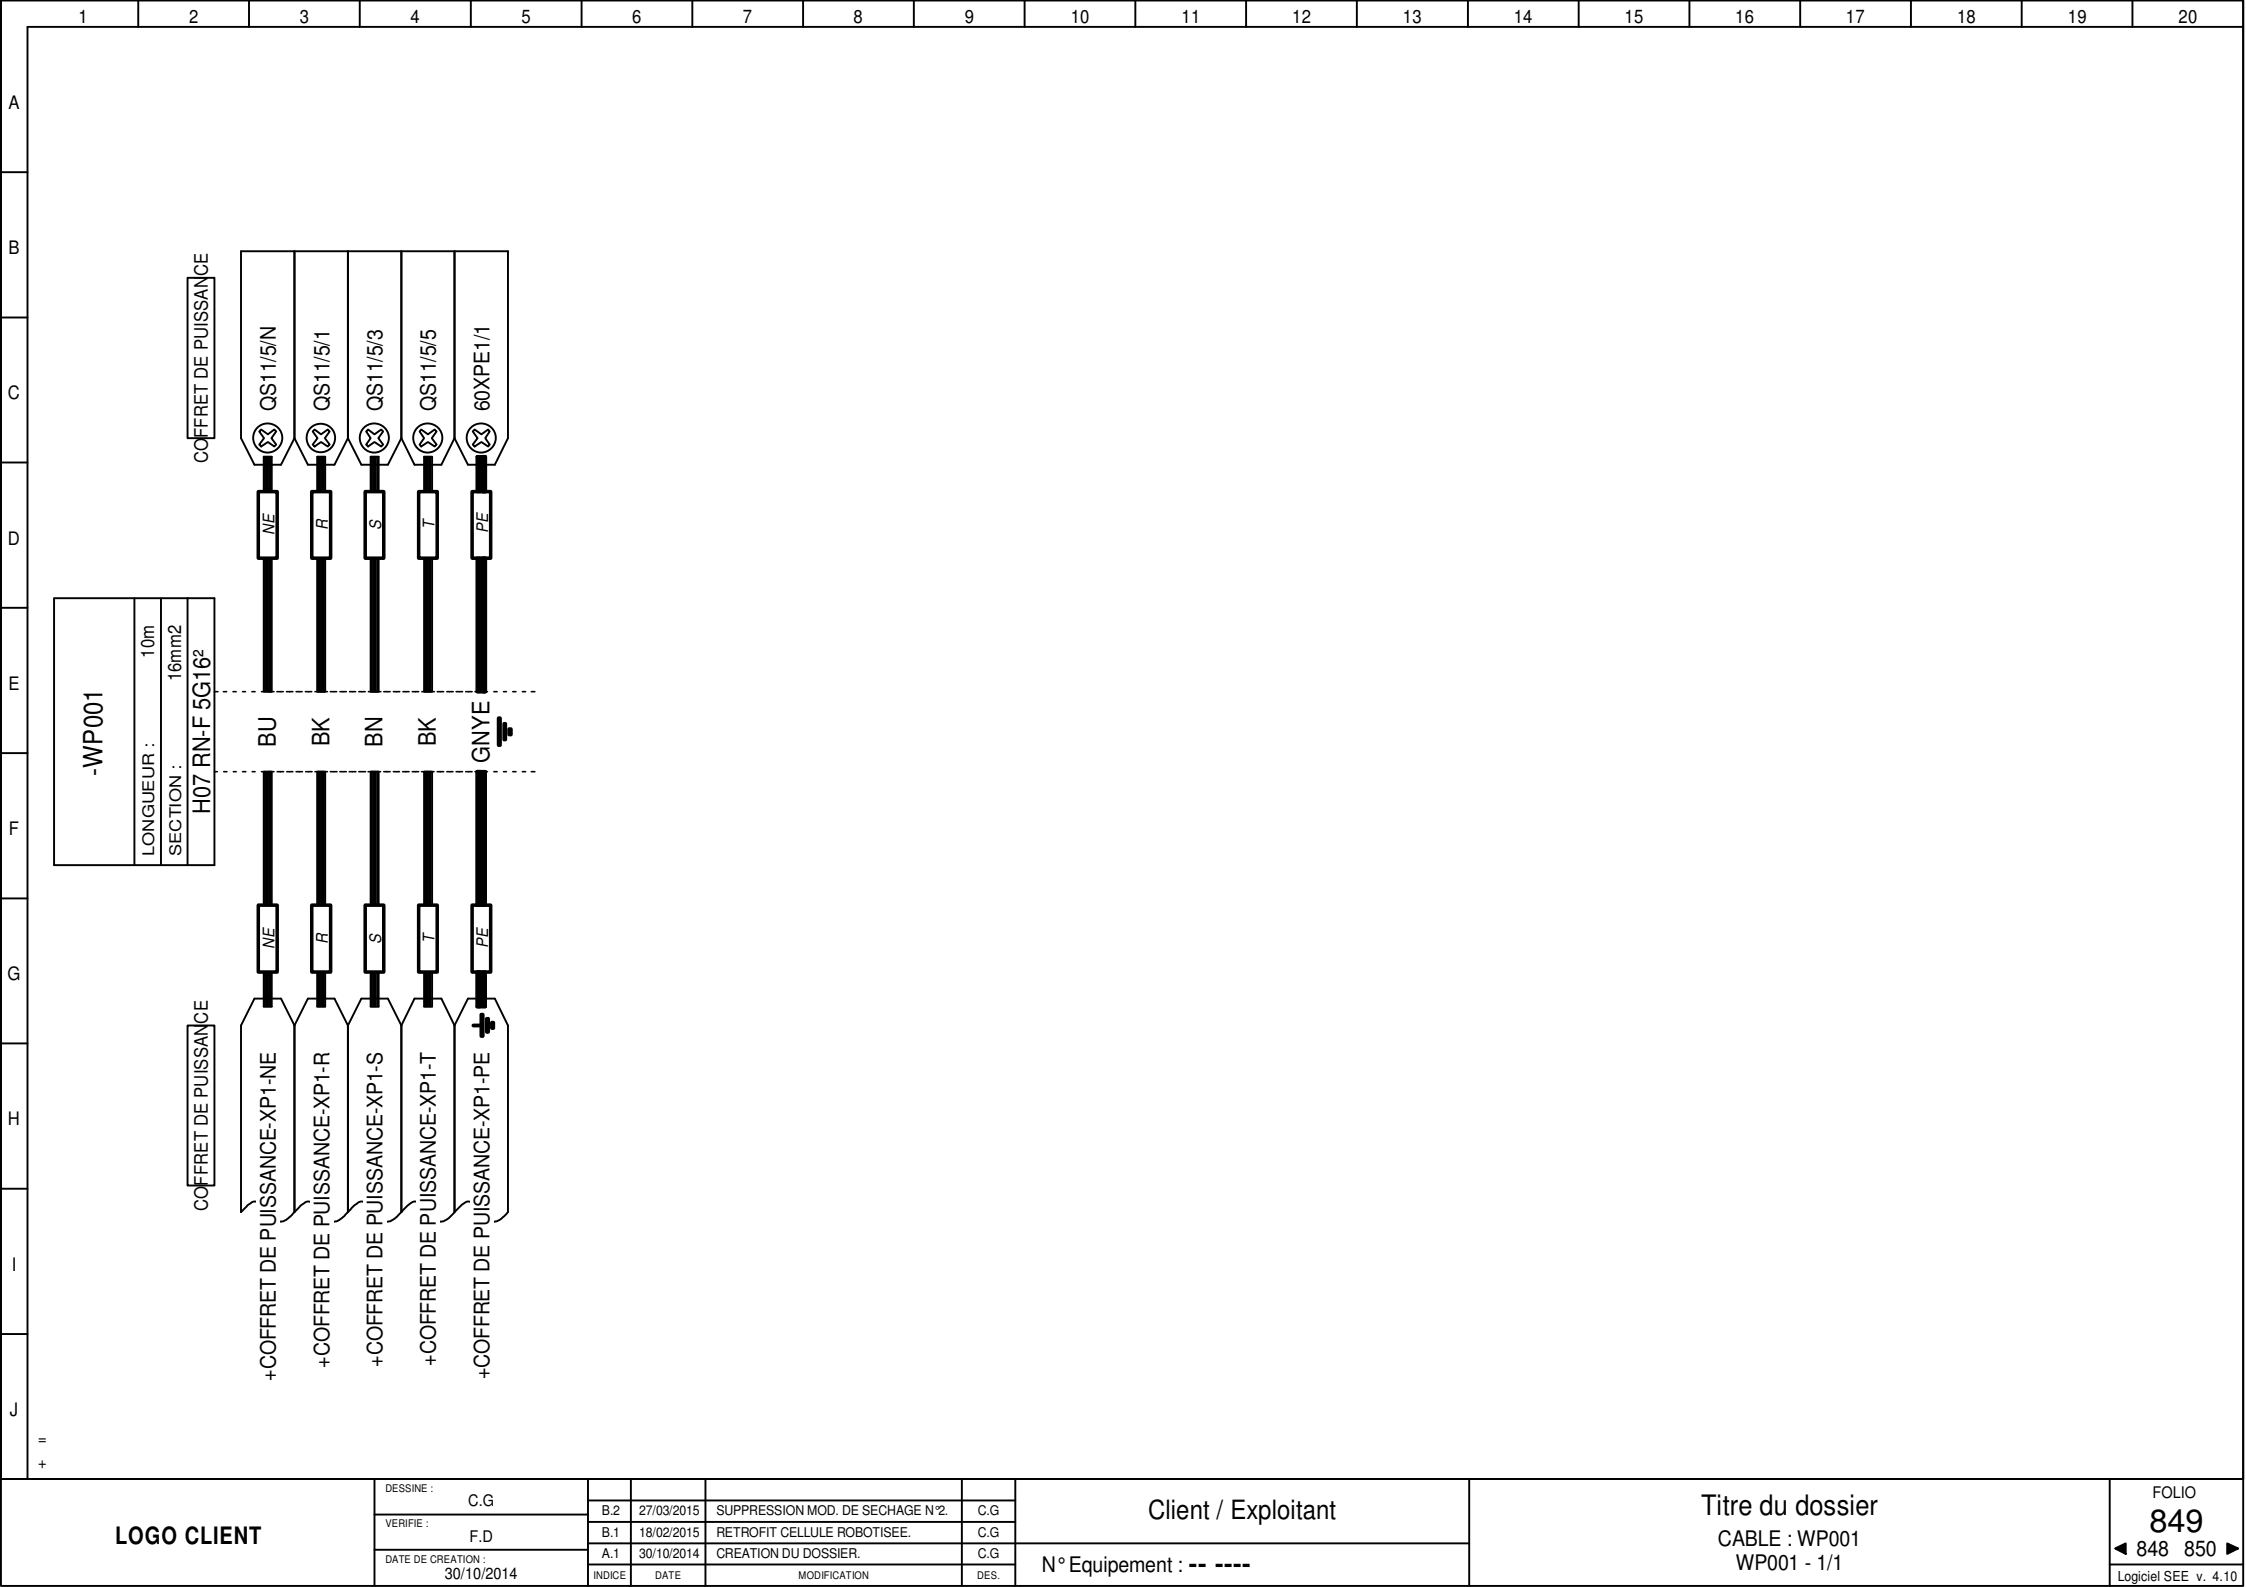 1 2 3 4 5 6 7 8 9 10 11 12 13 14 15 16 17 18 19 20
A
B
C
D
E
F
G
H
I
J
-WP001
LONGUEUR : 10m
SECTION : 16mm2
H07 RN-F 5G16²
COFFRET DE PUISSANCE
QS11/5/N
QS11/5/1
QS11/5/3
QS11/5/5
60XPE1/1
NE R S T PE
BU BK BN BK GNYE
NE R S T PE
COFFRET DE PUISSANCE
+COFFRET DE PUISSANCE-XP1-NE
+COFFRET DE PUISSANCE-XP1-R
+COFFRET DE PUISSANCE-XP1-S
+COFFRET DE PUISSANCE-XP1-T
+COFFRET DE PUISSANCE-XP1-PE
=
+
LOGO CLIENT
DESSINE :
C.G
VERIFIE :
F.D
DATE DE CREATION :
30/10/2014
B.2 27/03/2015 SUPPRESSION MOD. DE SECHAGE N°2. C.G
B.1 18/02/2015 RETROFIT CELLULE ROBOTISEE. C.G
A.1 30/10/2014 CREATION DU DOSSIER. C.G
INDICE DATE MODIFICATION DES.
Client / Exploitant
N° Equipement : -- ----
Titre du dossier
CABLE : WP001
WP001 - 1/1
FOLIO
849
◄ 848 850 ►
Logiciel SEE v. 4.10